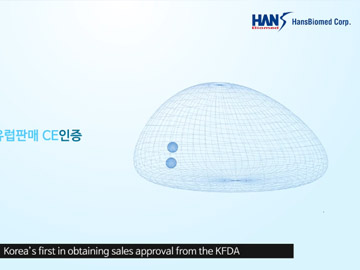 HANS HansBiomed Corp.
유럽판매 CE인증
Korea's first in obtaining sales approval from the KFDA